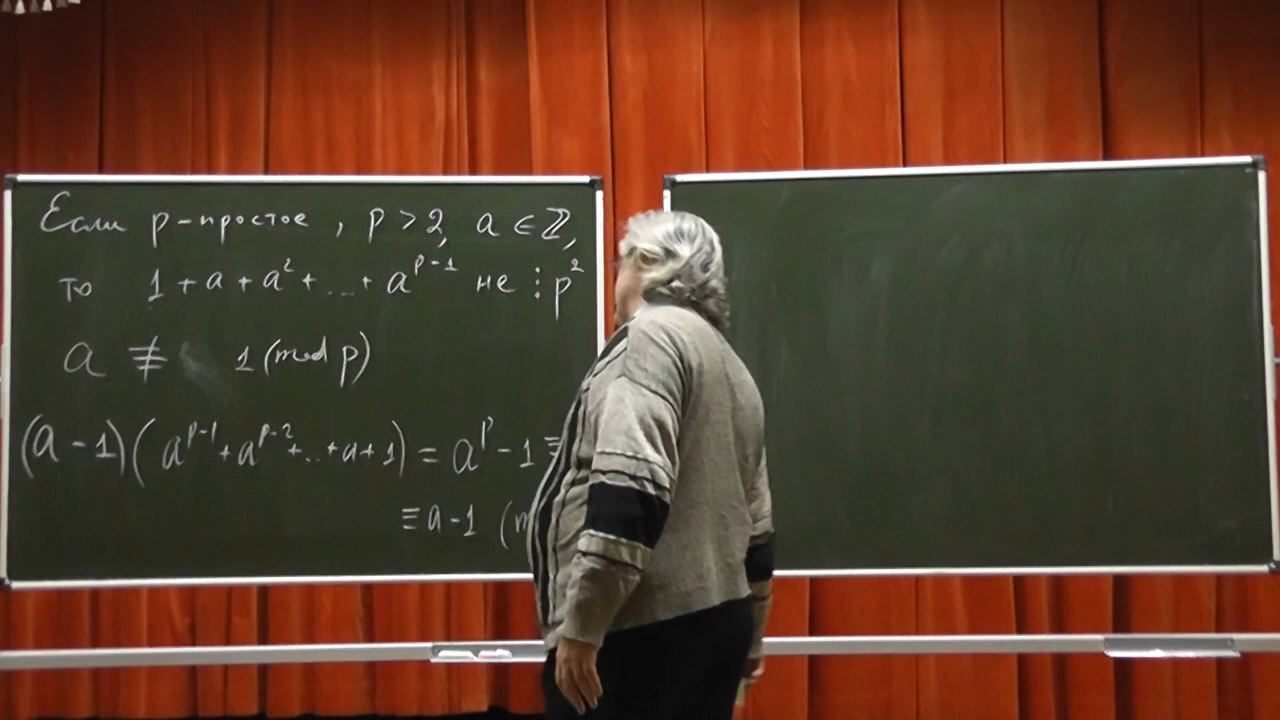 Если p-простое, p > 2, a ∈ ℤ,
то 1 + a + a² + ... + a^{p-1} не ⋮ p²
a ≢ 1 (mod p)
(a - 1)(a^{p-1} + a^{p-2} + ... + a + 1) = a^p - 1 ≡
≡ a - 1 (m